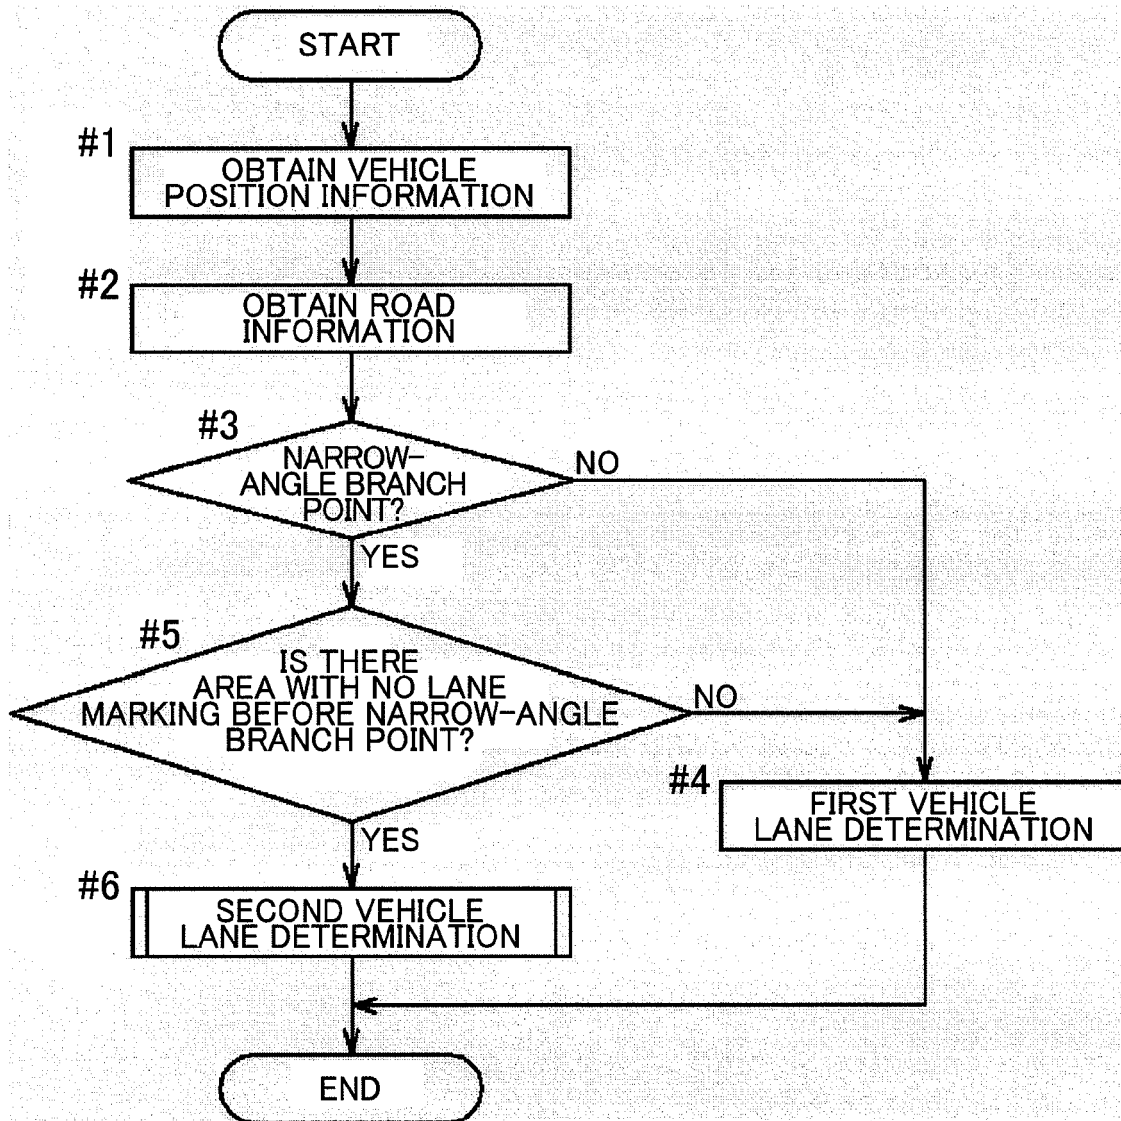 START
#1
OBTAIN VEHICLE
POSITION INFORMATION
#2
OBTAIN ROAD
INFORMATION
#3
NARROW-
ANGLE BRANCH
POINT?
NO
YES
#5
IS THERE
AREA WITH NO LANE
MARKING BEFORE NARROW-ANGLE
BRANCH POINT?
NO
YES
#4
FIRST VEHICLE
LANE DETERMINATION
#6
SECOND VEHICLE
LANE DETERMINATION
END